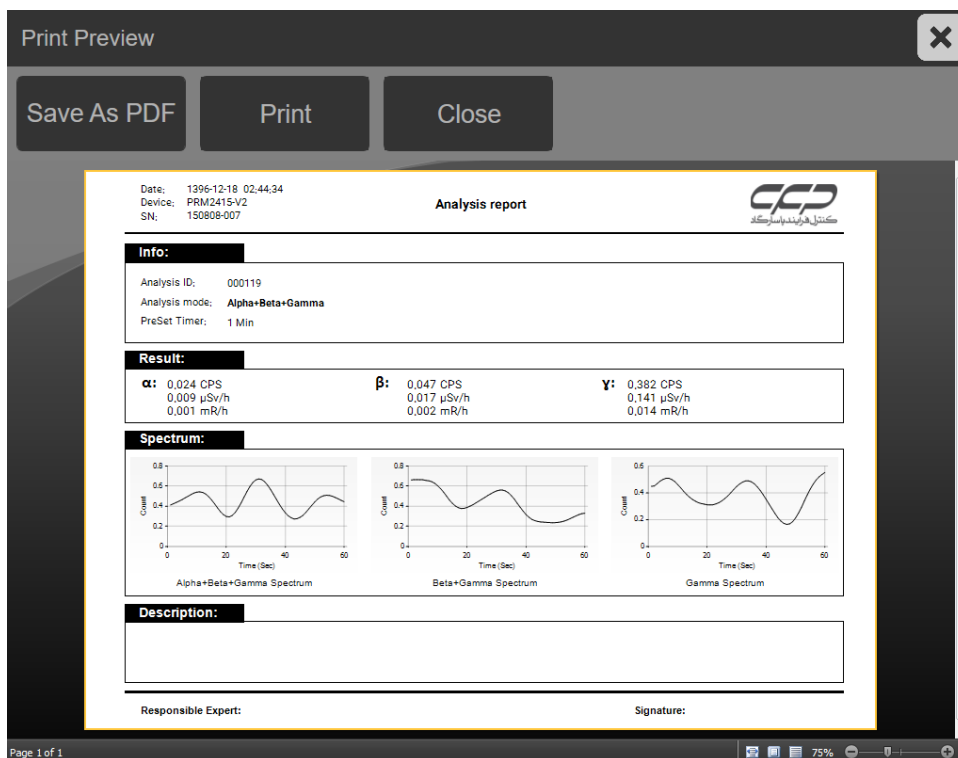 Print Preview
Save As PDF
Print
Close
Date: 1396-12-18 02:44:34
Device: PRM2415-V2
SN: 150808-007
Analysis report
کنترل فرایند پاسارگاد
Info:
Analysis ID: 000119
Analysis mode: Alpha+Beta+Gamma
PreSet Timer: 1 Min
Result:
α: 0,024 CPS
0,009 µSv/h
0,001 mR/h
β: 0,047 CPS
0,017 µSv/h
0,002 mR/h
γ: 0,382 CPS
0,141 µSv/h
0,014 mR/h
Spectrum:
Count
0.8
0.6
0.4
0.2
0
0 20 40 60
Time (Sec)
Alpha+Beta+Gamma Spectrum
Count
0.8
0.6
0.4
0.2
0
0 20 40 60
Time (Sec)
Beta+Gamma Spectrum
Count
0.6
0.4
0.2
0
0 20 40 60
Time (Sec)
Gamma Spectrum
Description:
Responsible Expert:
Signature:
Page 1 of 1
75%